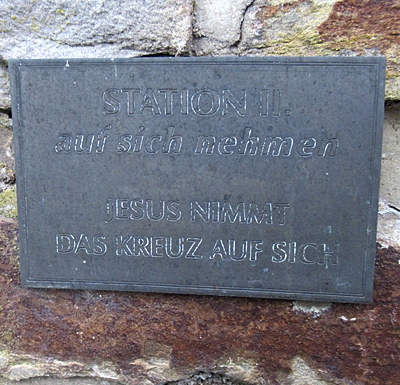 STATION II.
auf sich nehmen
JESUS NIMMT
DAS KREUZ AUF SICH